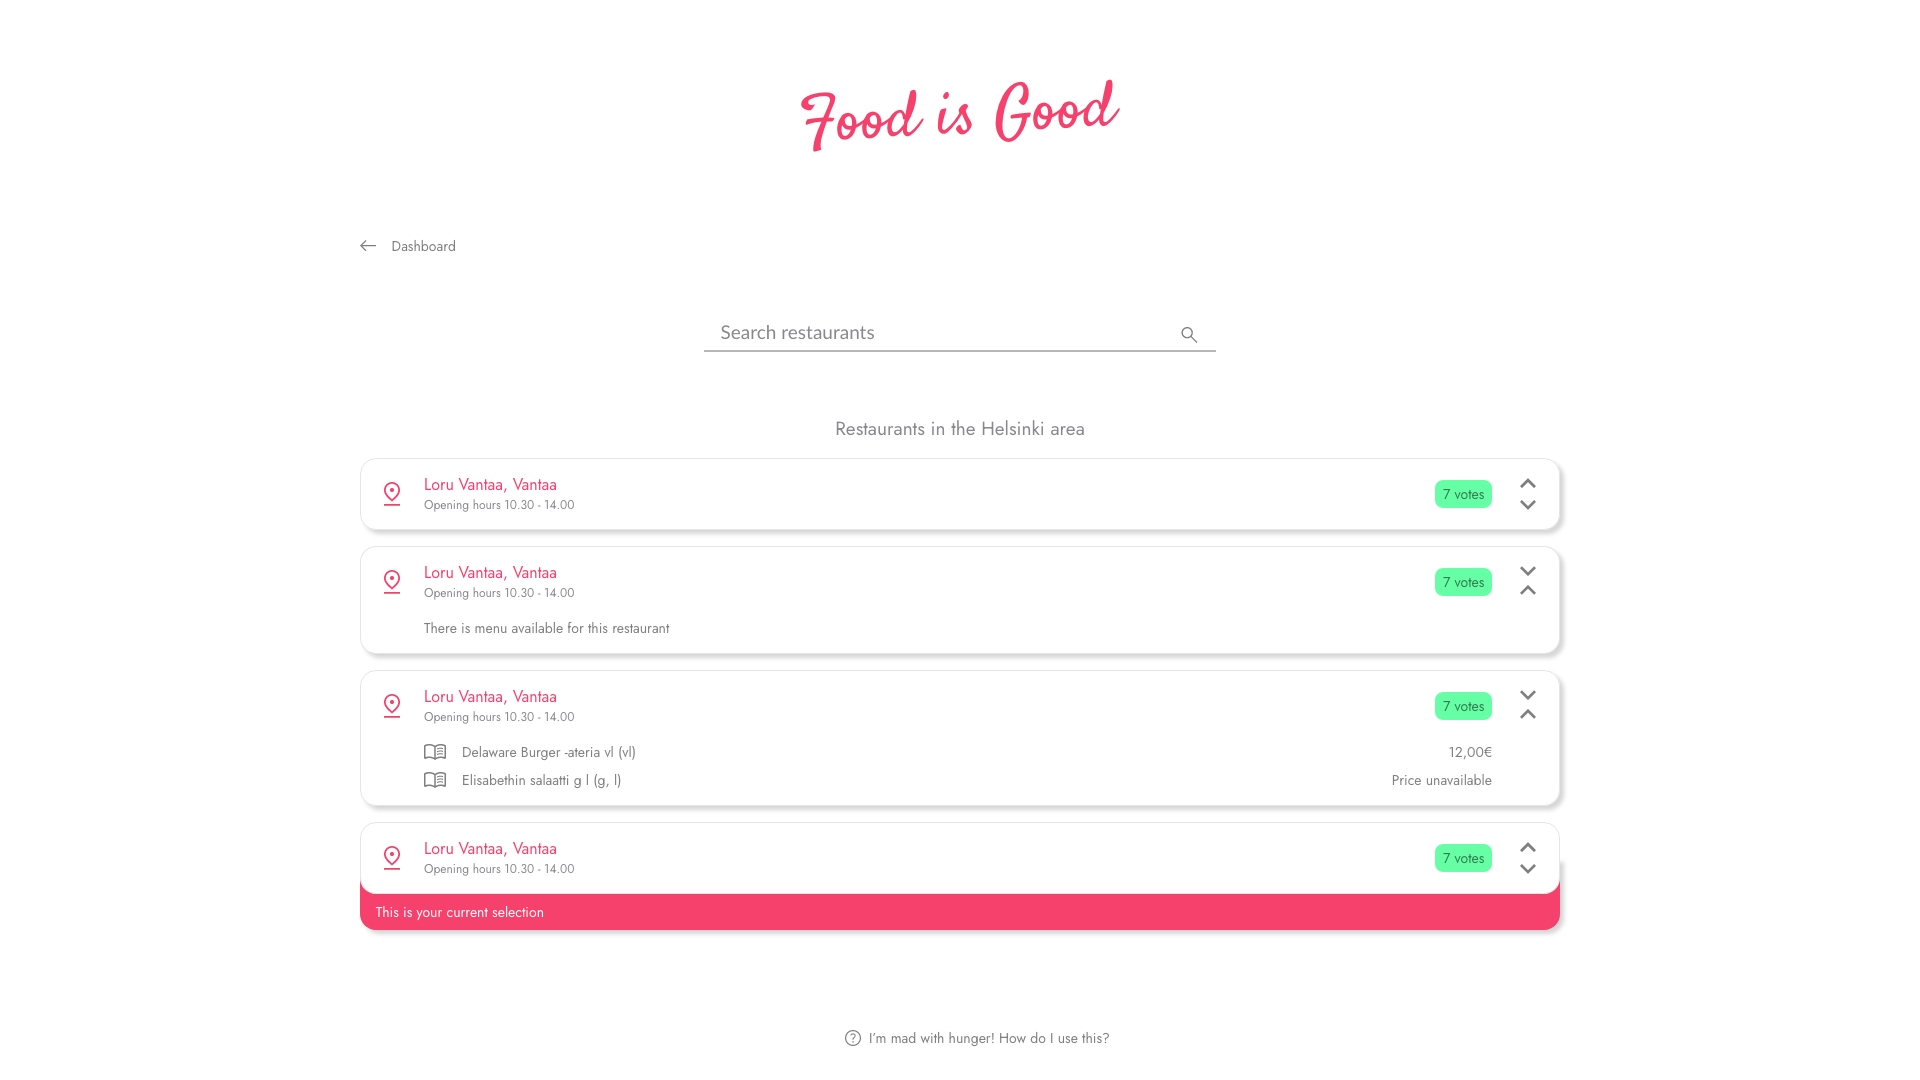 Food is Good
Dashboard
Search restaurants
Restaurants in the Helsinki area
Loru Vantaa, Vantaa
Opening hours 10.30 - 14.00
7 votes
Loru Vantaa, Vantaa
Opening hours 10.30 - 14.00
7 votes
There is menu available for this restaurant
Loru Vantaa, Vantaa
Opening hours 10.30 - 14.00
7 votes
Delaware Burger -ateria vl (vl) 12,00€
Elisabethin salaatti g l (g, l) Price unavailable
Loru Vantaa, Vantaa
Opening hours 10.30 - 14.00
7 votes
This is your current selection
I'm mad with hunger! How do I use this?